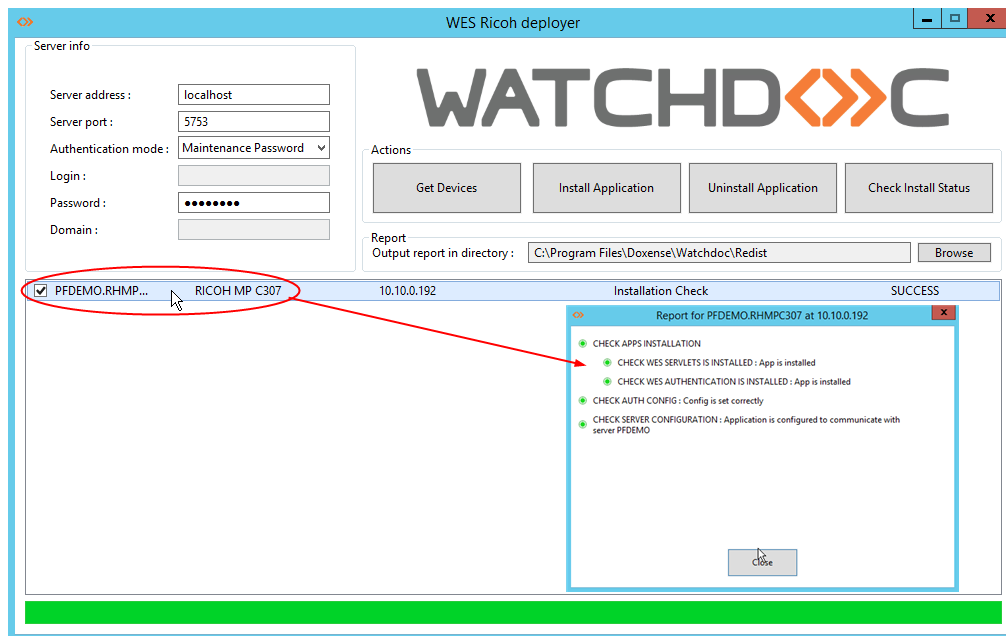 WES Ricoh deployer
Server info
Server address :
localhost
Server port :
5753
Authentication mode :
Maintenance Password
Login :
Password :
Domain :
WATCHDOC
Actions
Get Devices
Install Application
Uninstall Application
Check Install Status
Report
Output report in directory :
C:\Program Files\Doxense\Watchdoc\Redist
Browse
PFDEMO.RHMP... RICOH MP C307 10.10.0.192 Installation Check SUCCESS
Report for PFDEMO.RHMPC307 at 10.10.0.192
CHECK APPS INSTALLATION
CHECK WES SERVLETS IS INSTALLED : App is installed
CHECK WES AUTHENTICATION IS INSTALLED : App is installed
CHECK AUTH CONFIG : Config is set correctly
CHECK SERVER CONFIGURATION : Application is configured to communicate with
server PFDEMO
Close